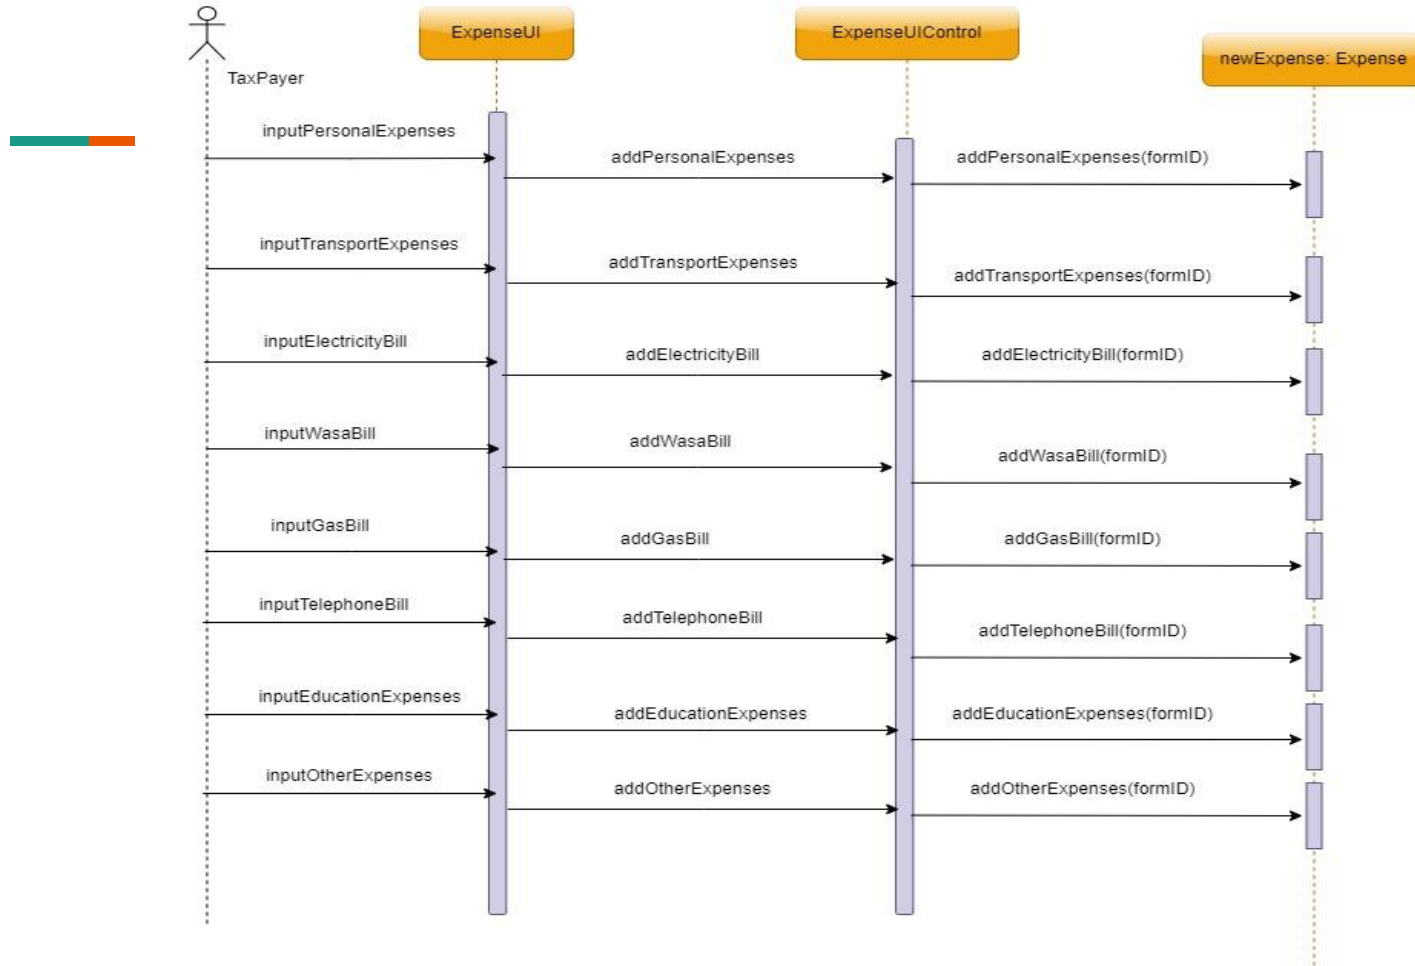 ExpenseUI
ExpenseUIControl
newExpense: Expense
TaxPayer
inputPersonalExpenses
addPersonalExpenses
addPersonalExpenses(formID)
inputTransportExpenses
addTransportExpenses
addTransportExpenses(formID)
inputElectricityBill
addElectricityBill
addElectricityBill(formID)
inputWasaBill
addWasaBill
addWasaBill(formID)
inputGasBill
addGasBill
addGasBill(formID)
inputTelephoneBill
addTelephoneBill
addTelephoneBill(formID)
inputEducationExpenses
addEducationExpenses
addEducationExpenses(formID)
inputOtherExpenses
addOtherExpenses
addOtherExpenses(formID)